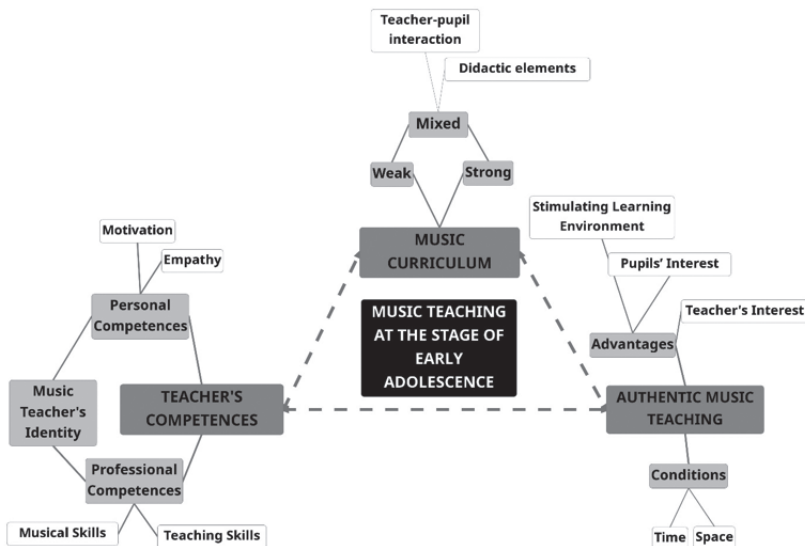 Teacher-pupil
interaction
Didactic elements
Mixed
Weak
Strong
MUSIC
CURRICULUM
MUSIC TEACHING
AT THE STAGE OF
EARLY
ADOLESCENCE
Motivation
Empathy
Personal
Competences
Music
Teacher's
Identity
TEACHER'S
COMPETENCES
Professional
Competences
Musical Skills
Teaching Skills
Stimulating Learning
Environment
Pupils’ Interest
Teacher's Interest
Advantages
AUTHENTIC MUSIC
TEACHING
Conditions
Time
Space